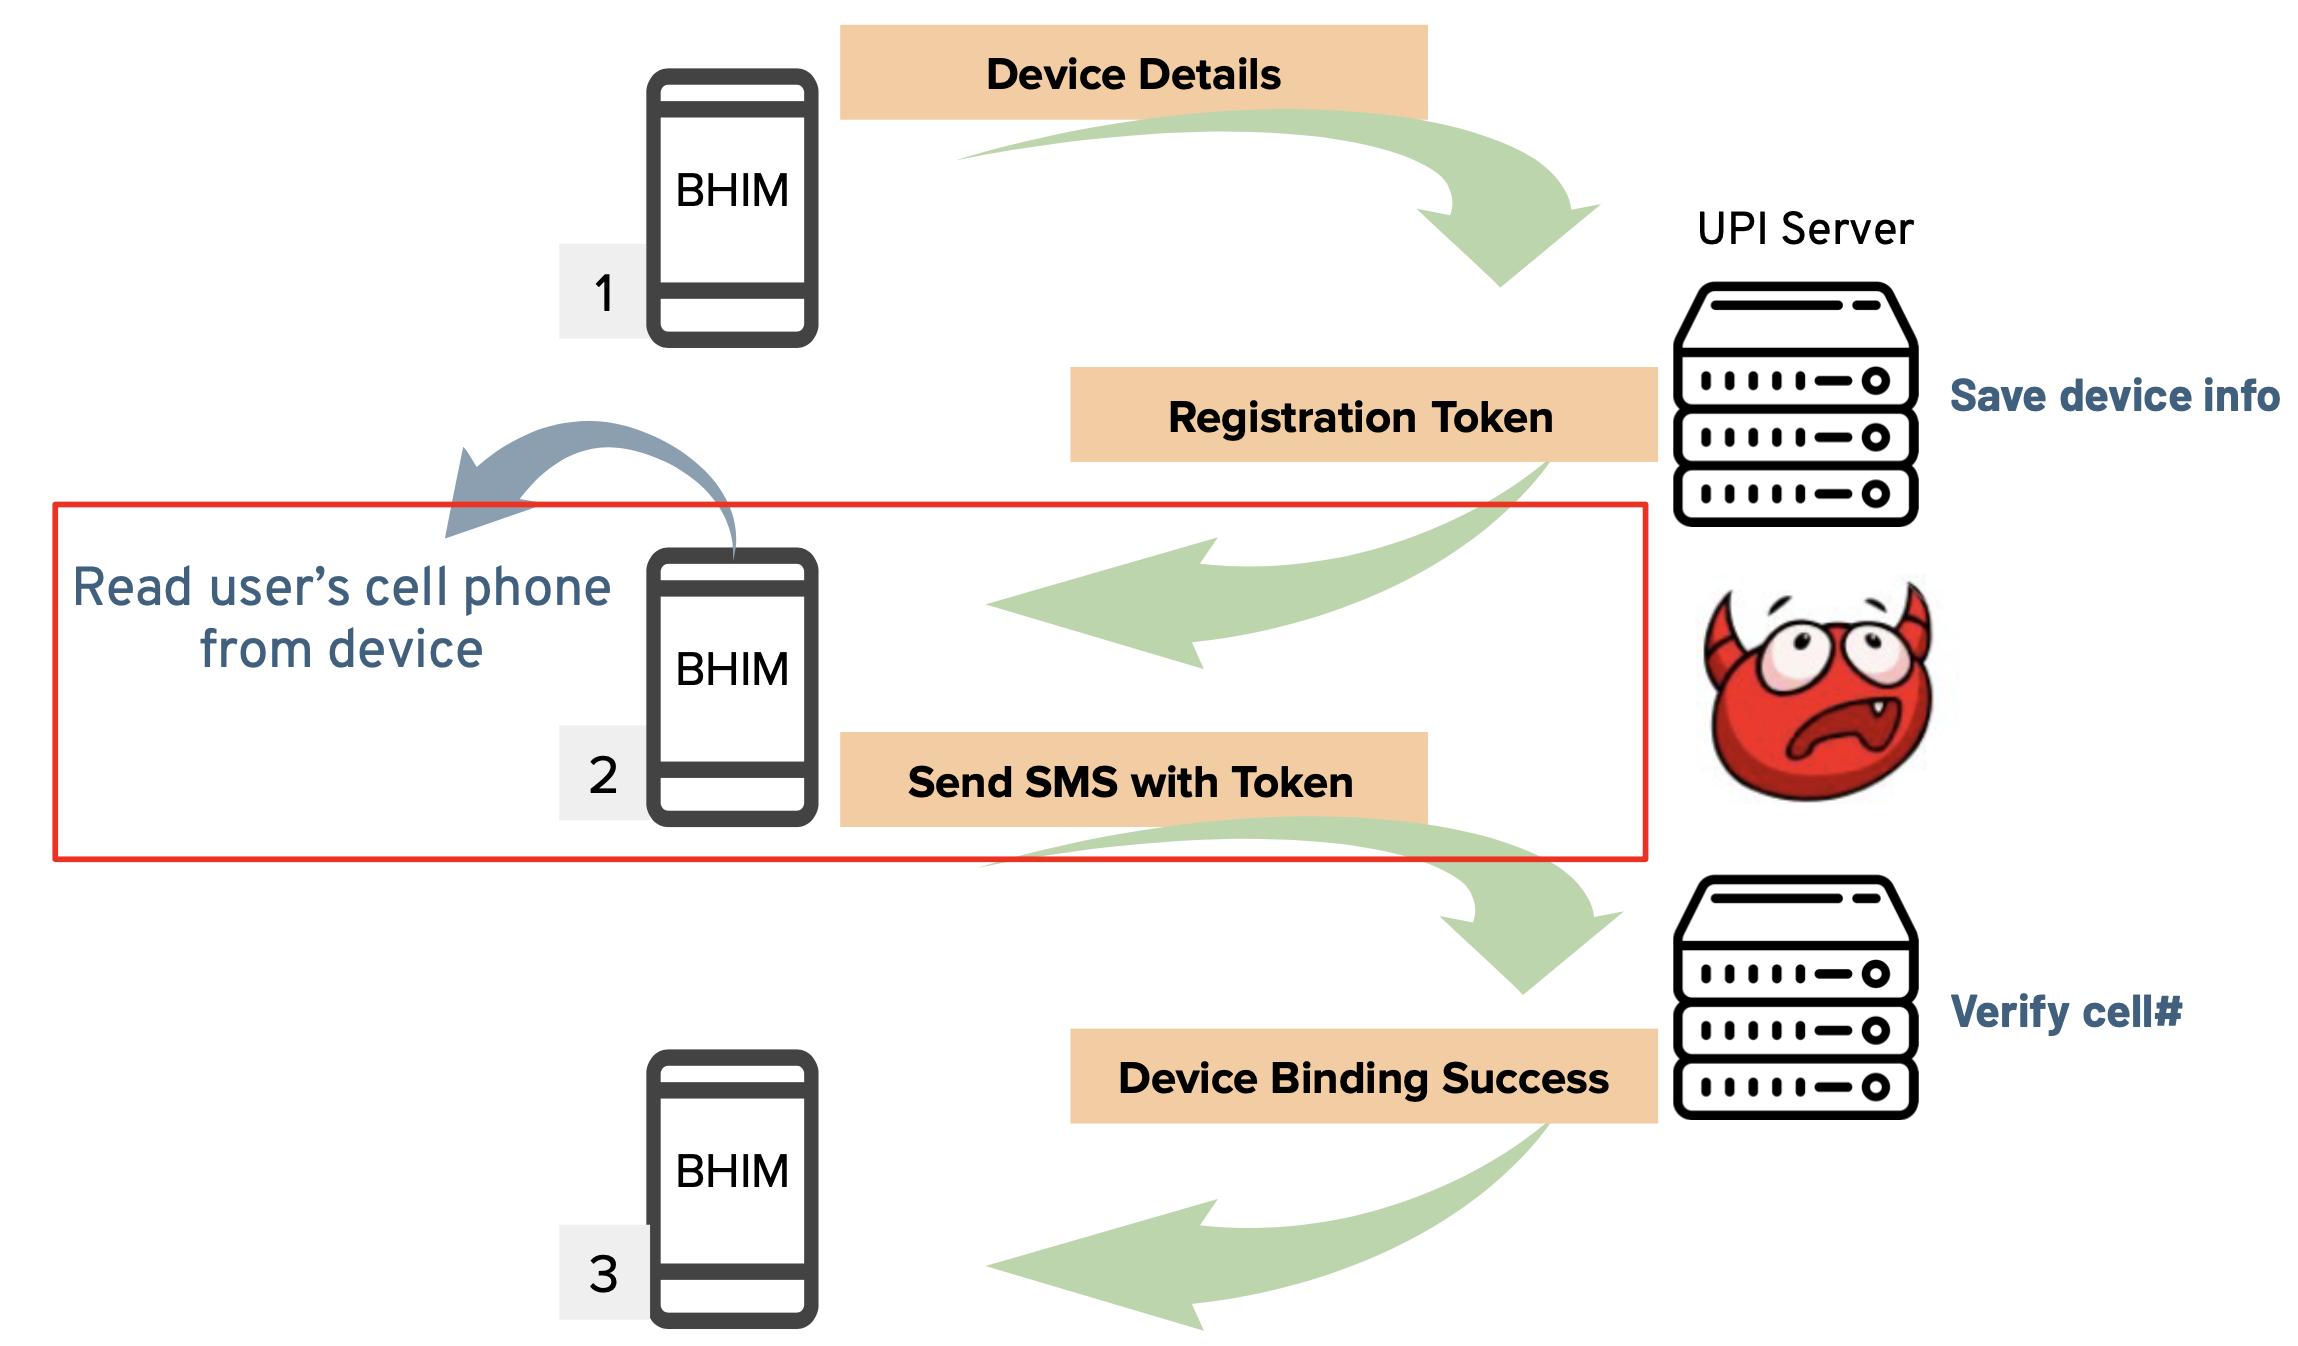 Device Details
BHIM
1
UPI Server
Save device info
Registration Token
Read user's cell phone
from device
BHIM
2
Send SMS with Token
Verify cell#
Device Binding Success
BHIM
3